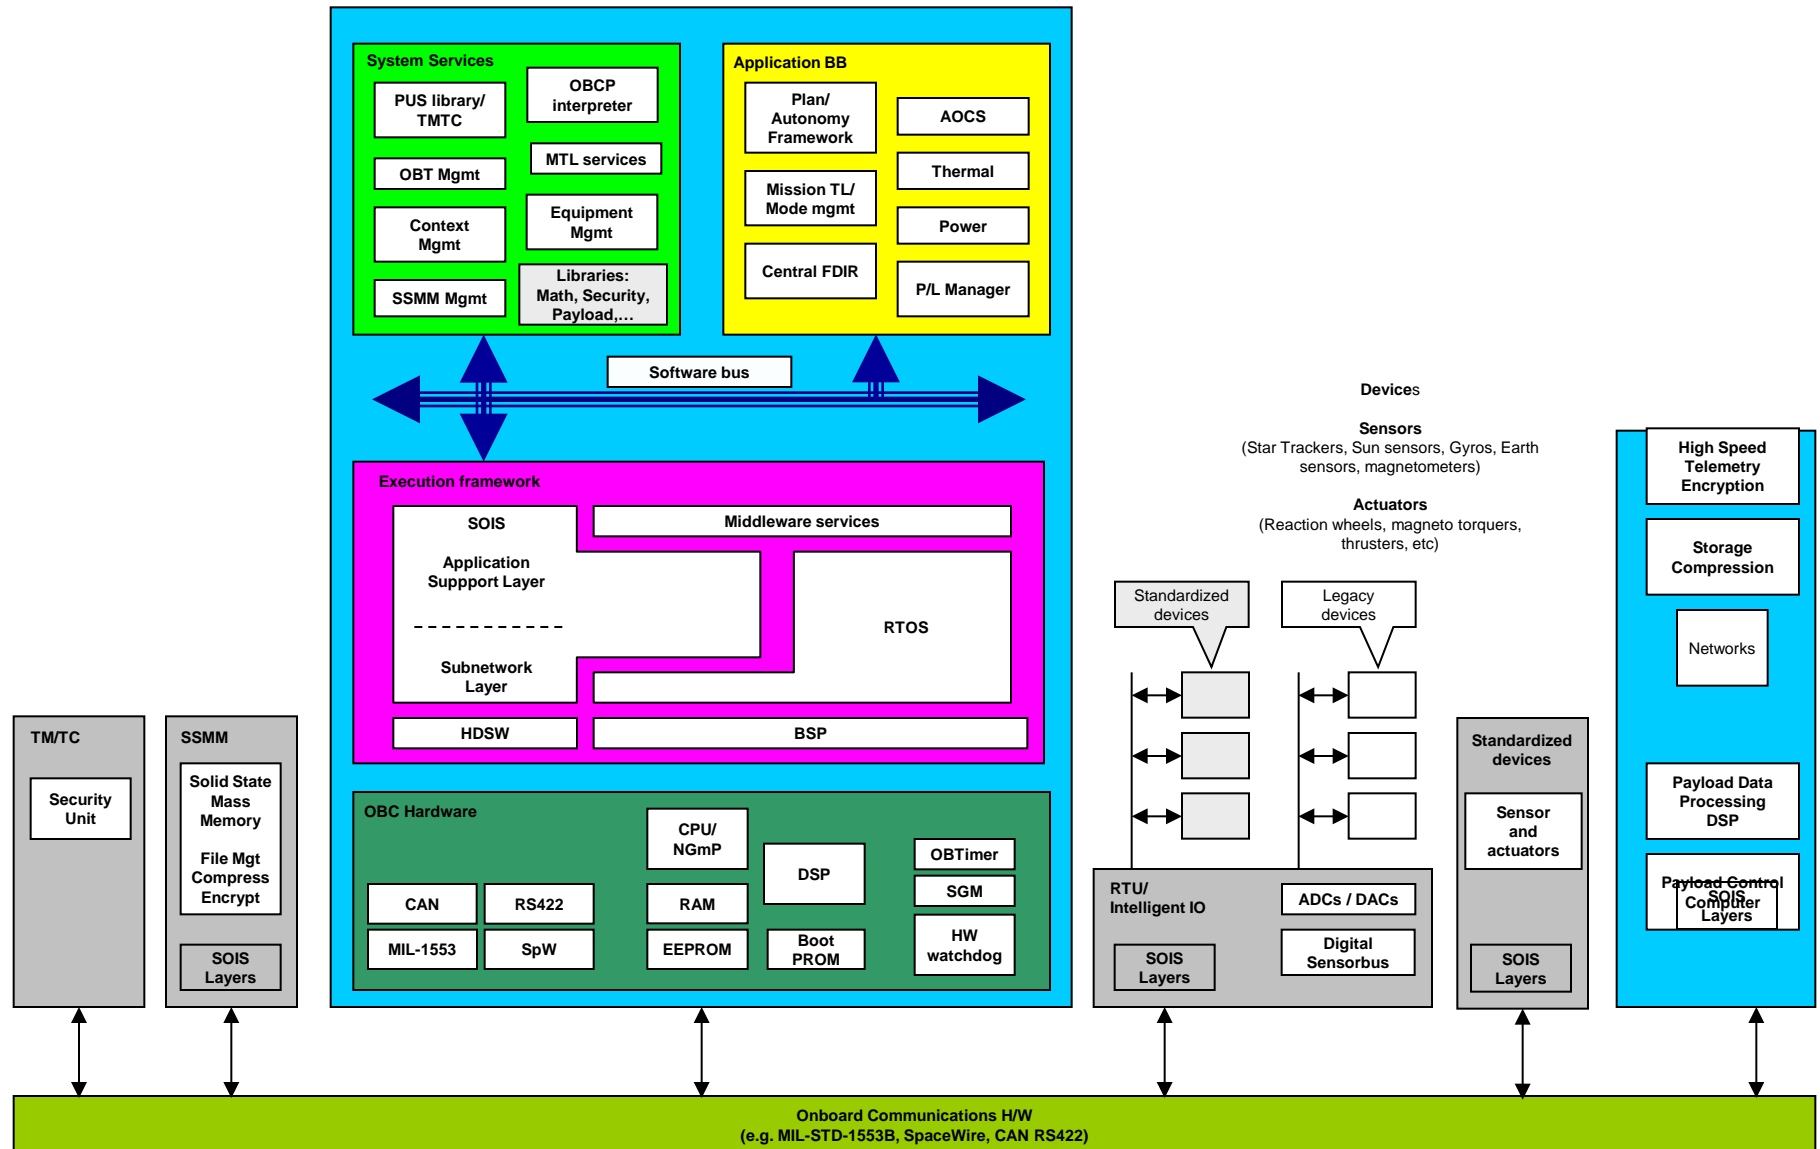 System Services
PUS library/
TMTC
OBCP
interpreter
OBT Mgmt
MTL services
Context
Mgmt
Equipment
Mgmt
SSMM Mgmt
Libraries:
Math, Security,
Payload,...
Application BB
Plan/
Autonomy
Framework
AOCS
Thermal
Mission TL/
Mode mgmt
Power
Central FDIR
P/L Manager
Software bus
Execution framework
SOIS
Application
Suppport Layer
Subnetwork
Layer
Middleware services
RTOS
HDSW
BSP
OBC Hardware
CPU/
NGmP
DSP
OBTimer
SGM
CAN
RS422
RAM
MIL-1553
SpW
EEPROM
Boot
PROM
HW
watchdog
TM/TC
Security
Unit
SSMM
Solid State
Mass
Memory
File Mgt
Compress
Encrypt
SOIS
Layers
Devices
Sensors
(Star Trackers, Sun sensors, Gyros, Earth
sensors, magnetometers)
Actuators
(Reaction wheels, magneto torquers,
thrusters, etc)
Standardized
devices
Legacy
devices
RTU/
Intelligent IO
ADCs / DACs
SOIS
Layers
Digital
Sensorbus
Standardized
devices
Sensor
and
actuators
SOIS
Layers
High Speed
Telemetry
Encryption
Storage
Compression
Networks
Payload Data
Processing
DSP
Payload Control
Computer
SOIS
Layers
Onboard Communications H/W
(e.g. MIL-STD-1553B, SpaceWire, CAN RS422)